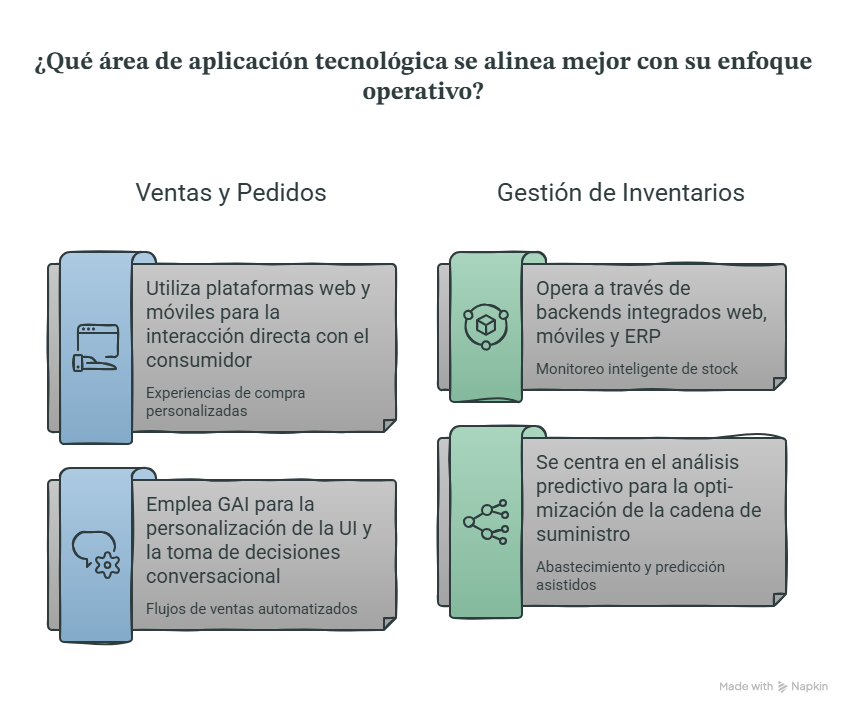 ¿Qué área de aplicación tecnológica se alinea mejor con su enfoque
operativo?
Ventas y Pedidos
Utiliza plataformas web y
móviles para la
interacción directa con el
consumidor
Experiencias de compra
personalizadas
Emplea GAI para la
personalización de la UI y
la toma de decisiones
conversacional
Flujos de ventas automatizados
Gestión de Inventarios
Opera a través de
backends integrados web,
móviles y ERP
Monitoreo inteligente de stock
Se centra en el análisis
predictivo para la opti-
mización de la cadena de
suministro
Abastecimiento y predicción
asistidos
Made with Napkin